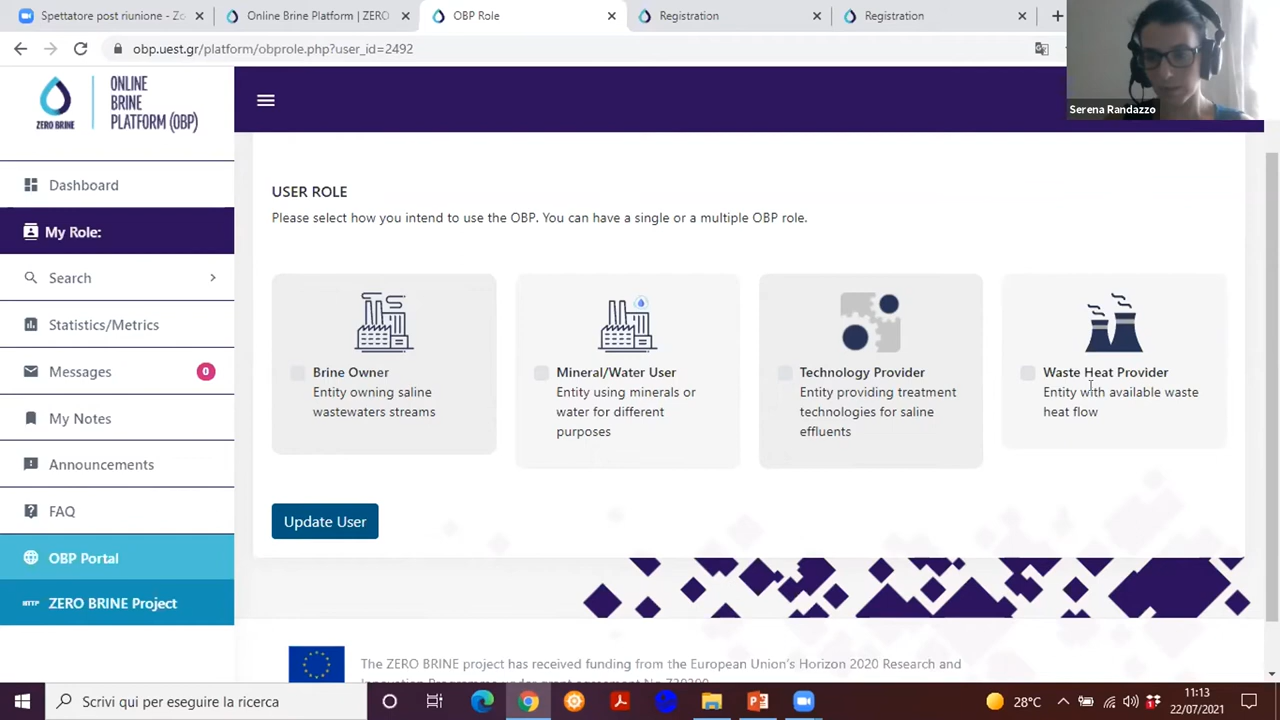 Spettatore post riunione - Zo
Online Brine Platform | ZERO
OBP Role
Registration
Registration
obp.uest.gr/platform/obprole.php?user_id=2492
Serena Randazzo
ZERO BRINE
ONLINE
BRINE
PLATFORM (OBP)
Dashboard
My Role:
Search
Statistics/Metrics
Messages
0
My Notes
Announcements
FAQ
OBP Portal
HTTP
ZERO BRINE Project
USER ROLE
Please select how you intend to use the OBP. You can have a single or a multiple OBP role.
Brine Owner
Entity owning saline
wastewaters streams
Mineral/Water User
Entity using minerals or
water for different
purposes
Technology Provider
Entity providing treatment
technologies for saline
effluents
Waste Heat Provider
Entity with available waste
heat flow
Update User
The ZERO BRINE project has received funding from the European Union's Horizon 2020 Research and
Scrivi qui per eseguire la ricerca
28°C
11:13
22/07/2021